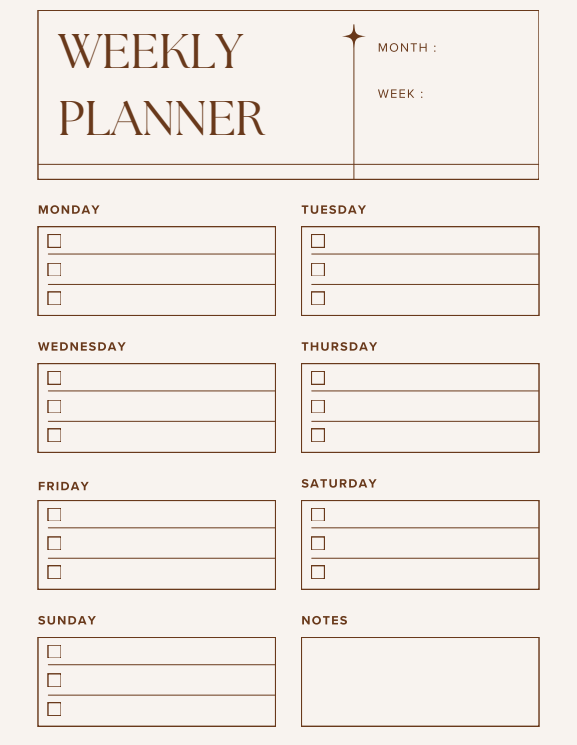 WEEKLY
PLANNER
MONTH :
WEEK :
MONDAY
TUESDAY
WEDNESDAY
THURSDAY
FRIDAY
SATURDAY
SUNDAY
NOTES